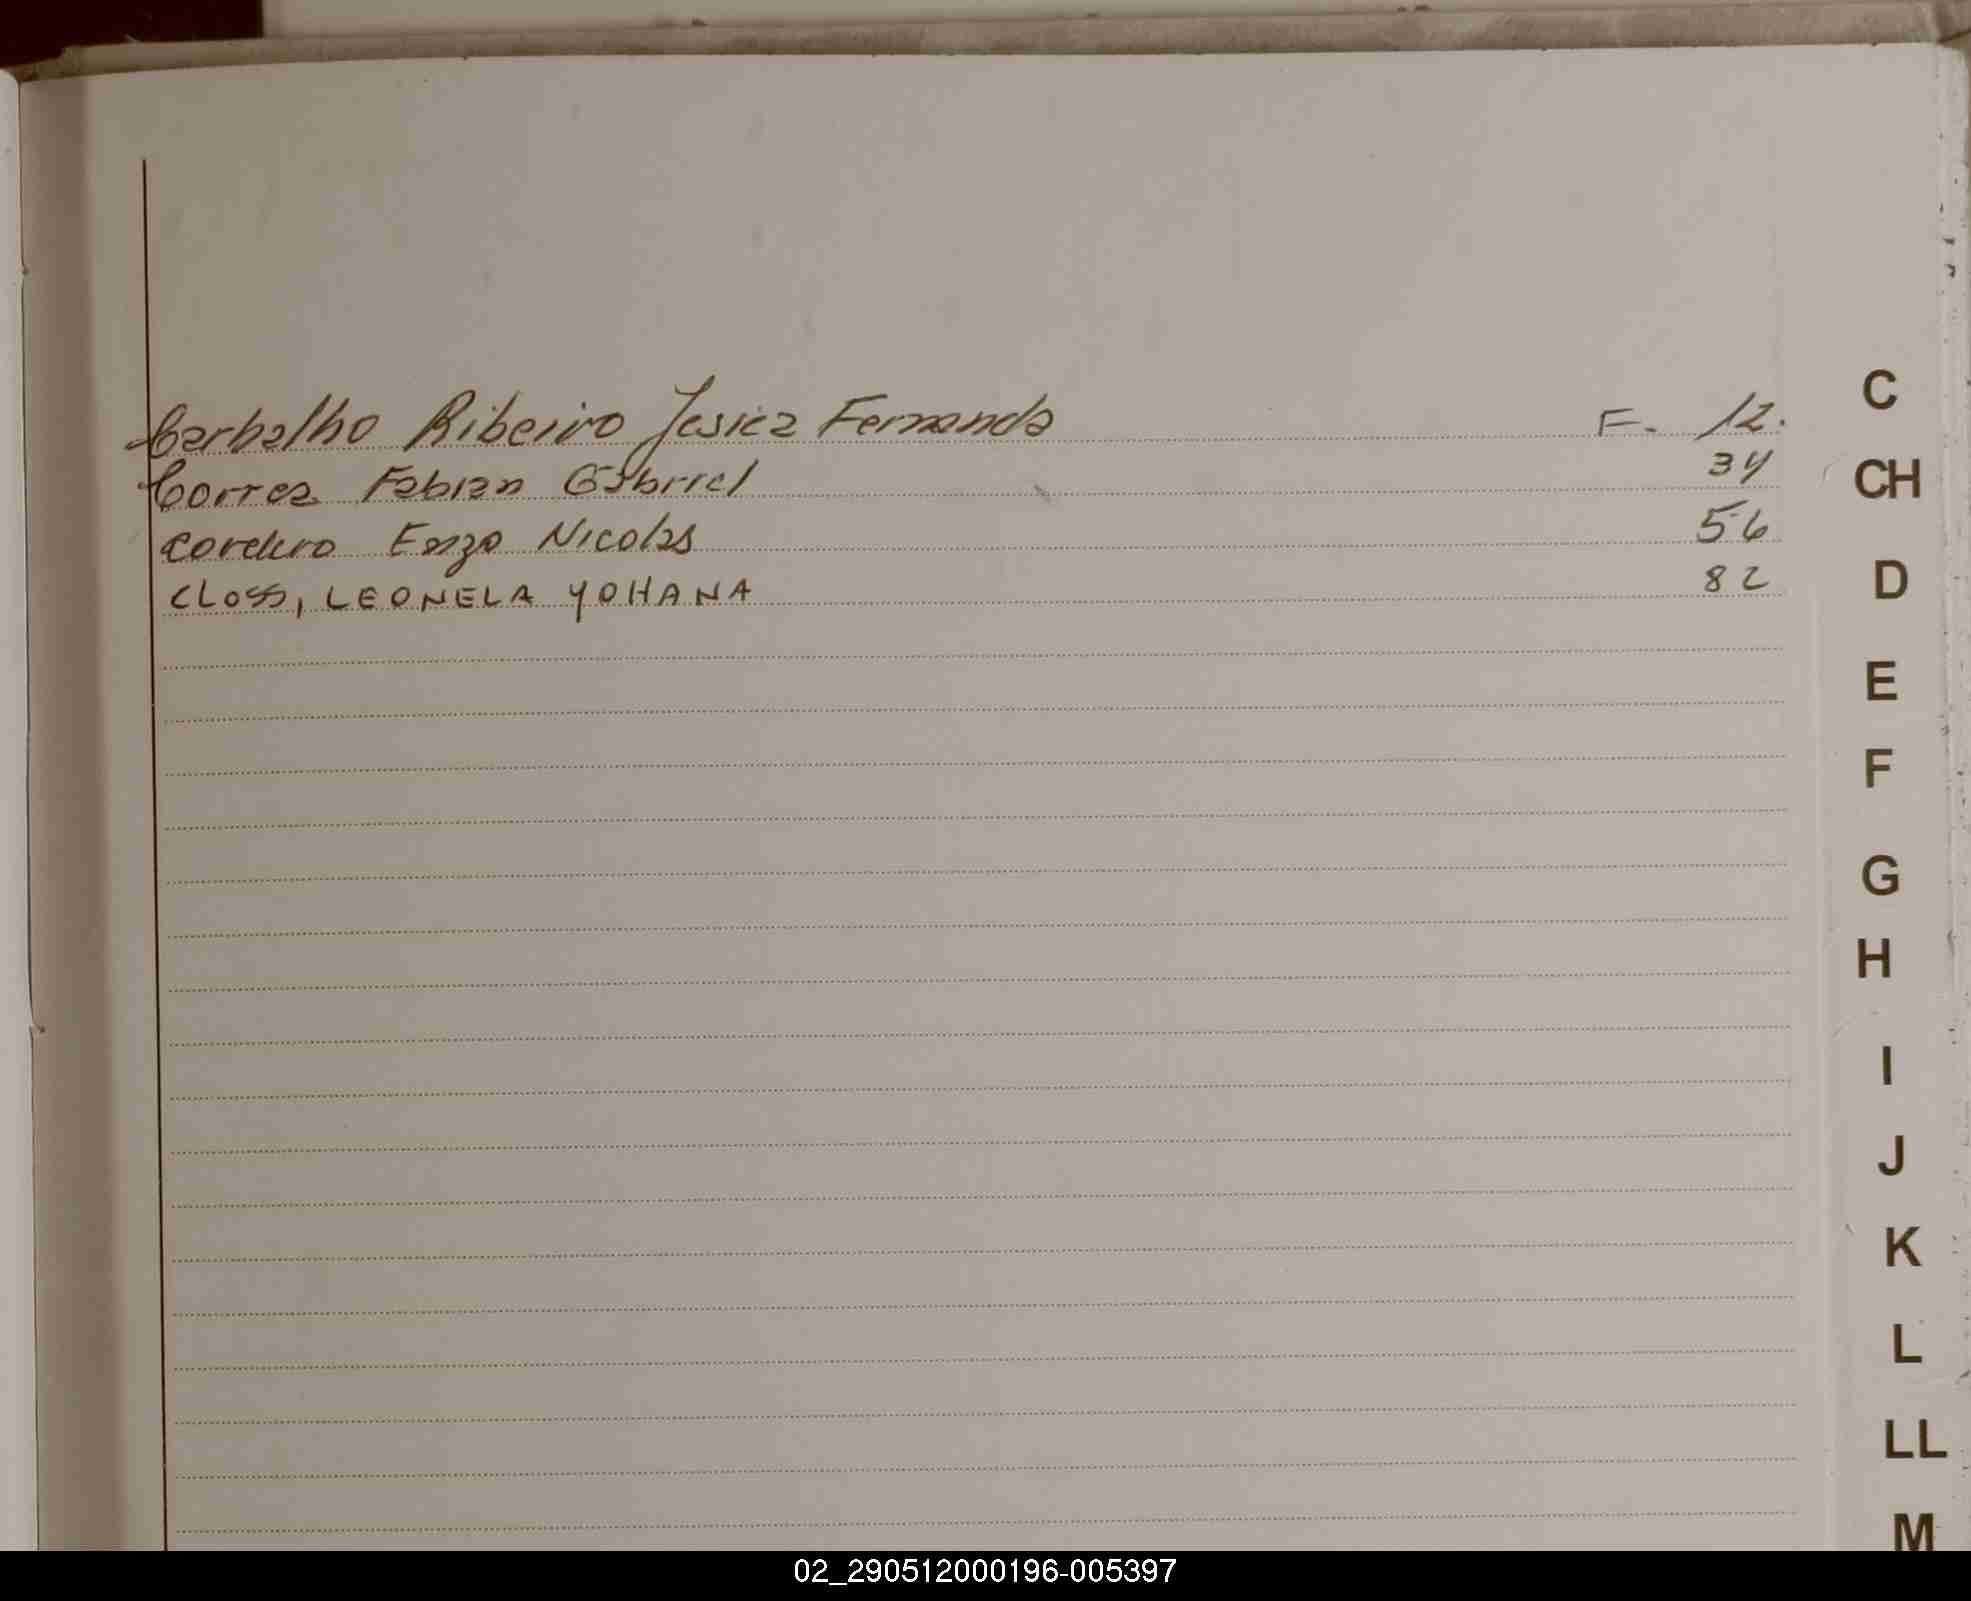 Carbalho Ribeiro Jesica Fernanda F. 12.
Correa Fabian Gabriel 34
Cordero Enzo Nicolas 56
CLOSS, LEONELA YOHANA 82
C
CH
D
E
F
G
H
I
J
K
L
LL
M
02_290512000196-005397